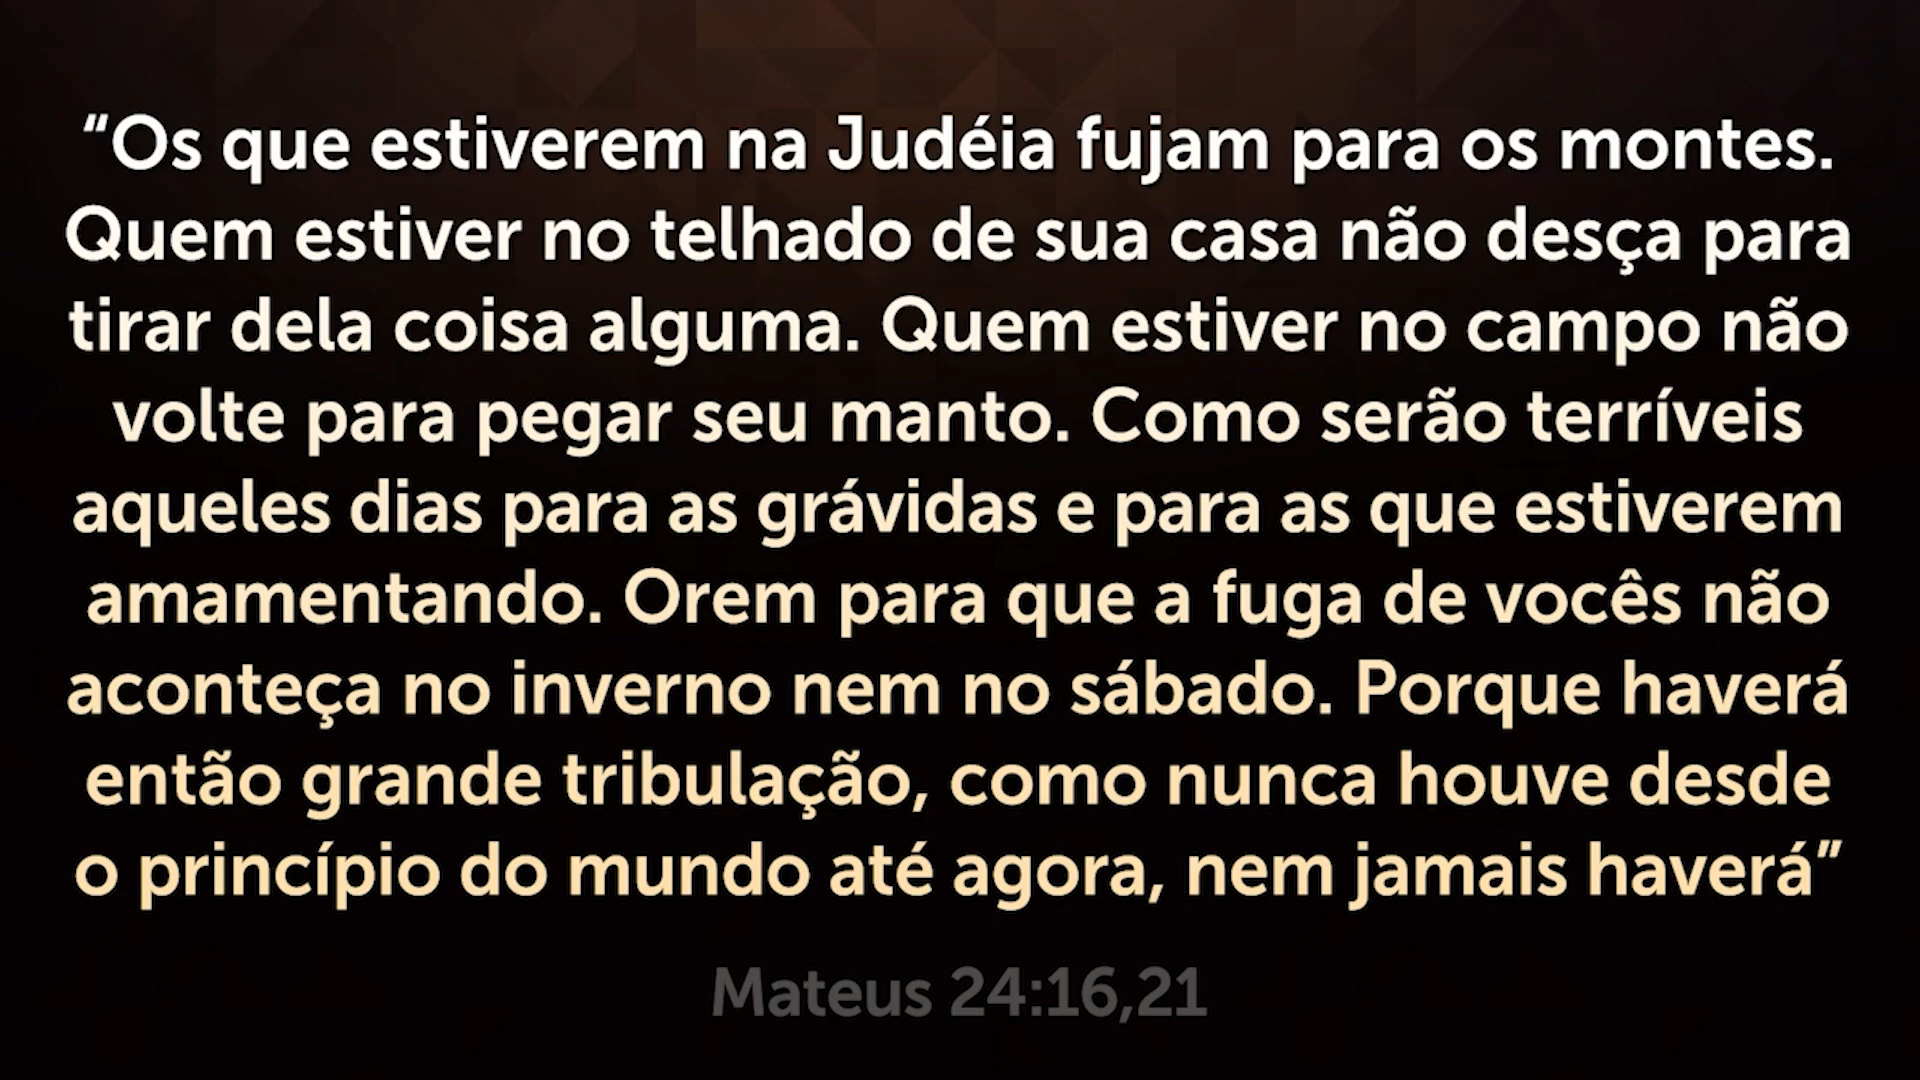 “Os que estiverem na Judéia fujam para os montes.
Quem estiver no telhado de sua casa não desça para
tirar dela coisa alguma. Quem estiver no campo não
volte para pegar seu manto. Como serão terríveis
aqueles dias para as grávidas e para as que estiverem
amamentando. Orem para que a fuga de vocês não
aconteça no inverno nem no sábado. Porque haverá
então grande tribulação, como nunca houve desde
o princípio do mundo até agora, nem jamais haverá”
Mateus 24:16,21